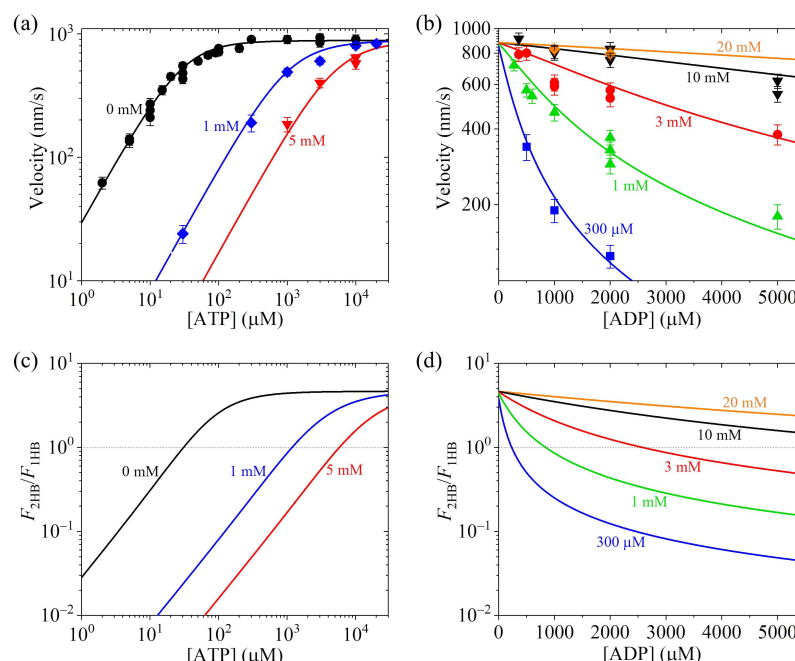 (a)
10³
10²
10¹
Velocity (nm/s)
0 mM
1 mM
5 mM
10⁰ 10¹ 10² 10³ 10⁴
[ATP] (μM)
(b)
1000
800
600
400
200
Velocity (nm/s)
20 mM
10 mM
3 mM
1 mM
300 μM
0 1000 2000 3000 4000 5000
[ADP] (μM)
(c)
10¹
10⁰
10⁻¹
10⁻²
F2HB/F1HB
0 mM
1 mM
5 mM
10⁰ 10¹ 10² 10³ 10⁴
[ATP] (μM)
(d)
10¹
10⁰
10⁻¹
10⁻²
F2HB/F1HB
20 mM
10 mM
3 mM
1 mM
300 μM
0 1000 2000 3000 4000 5000
[ADP] (μM)